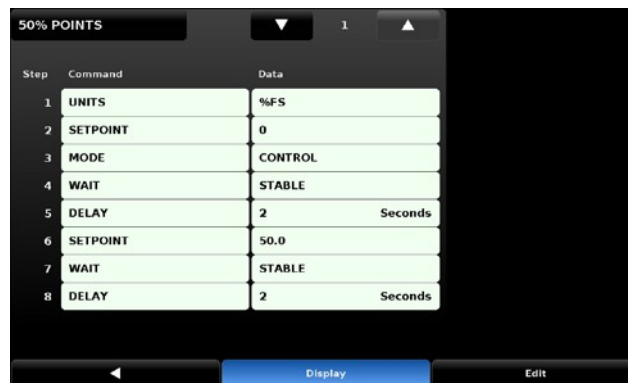 50% POINTS ▼ 1 ▲
Step Command Data
1 UNITS %FS
2 SETPOINT 0
3 MODE CONTROL
4 WAIT STABLE
5 DELAY 2 Seconds
6 SETPOINT 50.0
7 WAIT STABLE
8 DELAY 2 Seconds
◀ Display Edit